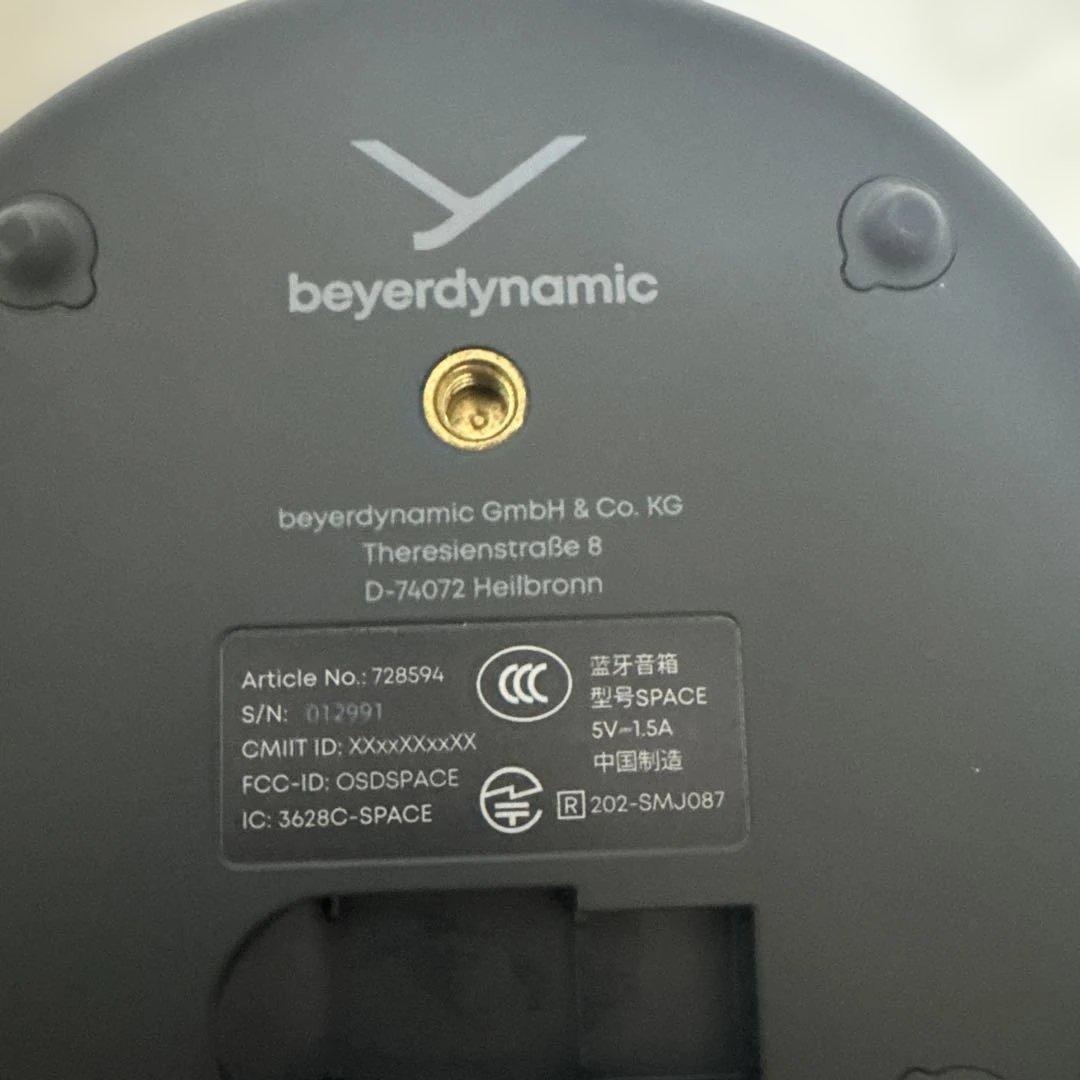 beyerdynamic
beyerdynamic GmbH & Co. KG
Theresienstraße 8
D-74072 Heilbronn
Article No.: 728594
S/N: 012991
CMIIT ID: XXxxXXxxXX
FCC-ID: OSDSPACE
IC: 3628C-SPACE
CCC
蓝牙音箱
型号SPACE
5V⎓1.5A
中国制造
R 202-SMJ087